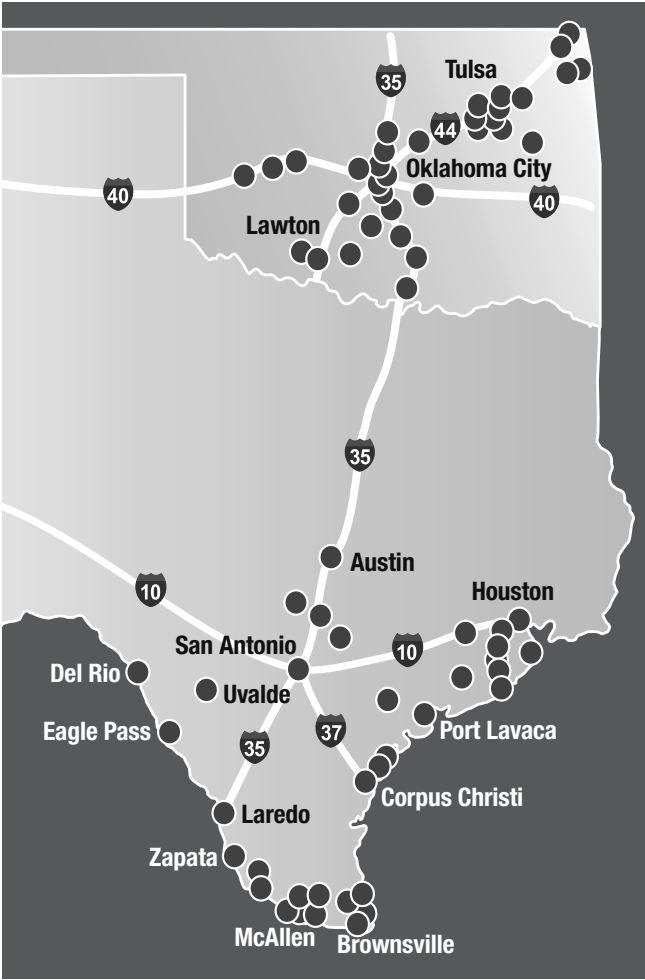 35
Tulsa
44
Oklahoma City
40
40
Lawton
35
Austin
10
Houston
San Antonio
10
Del Rio
Uvalde
Eagle Pass
37
35
Port Lavaca
Corpus Christi
Laredo
Zapata
McAllen
Brownsville